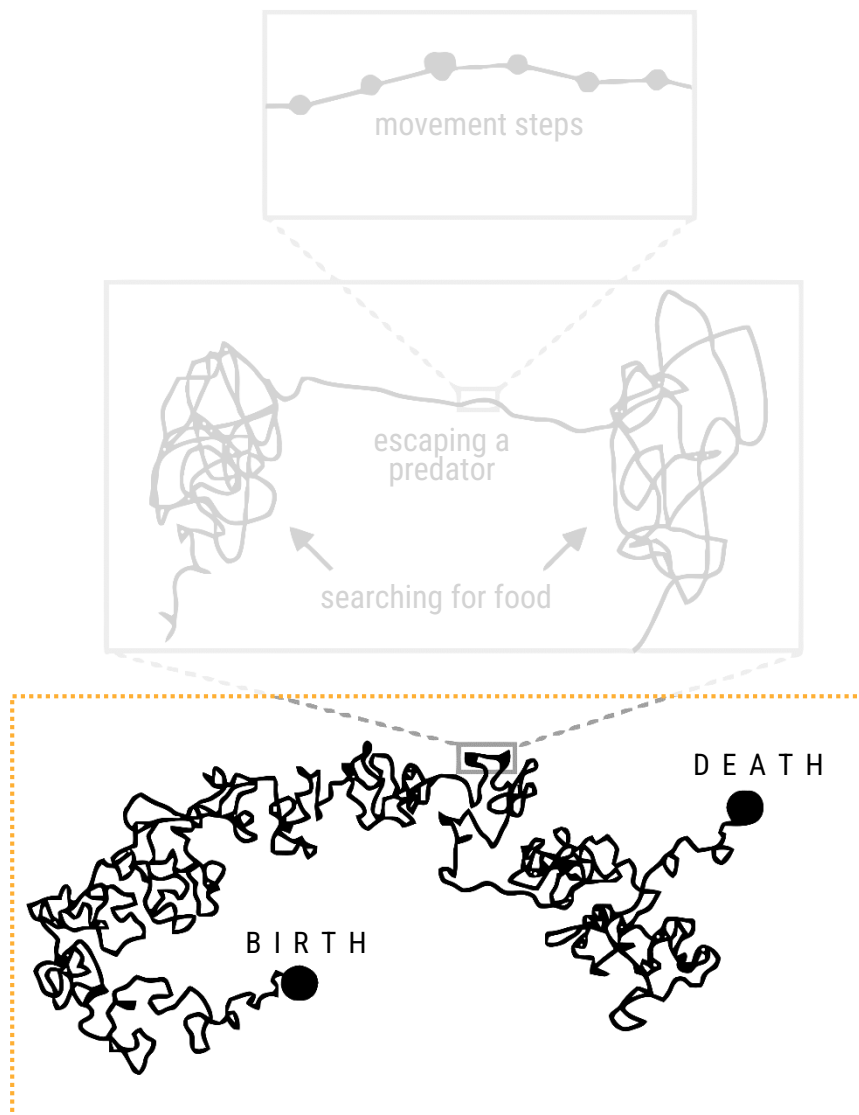 movement steps
escaping a
predator
searching for food
DEATH
BIRTH